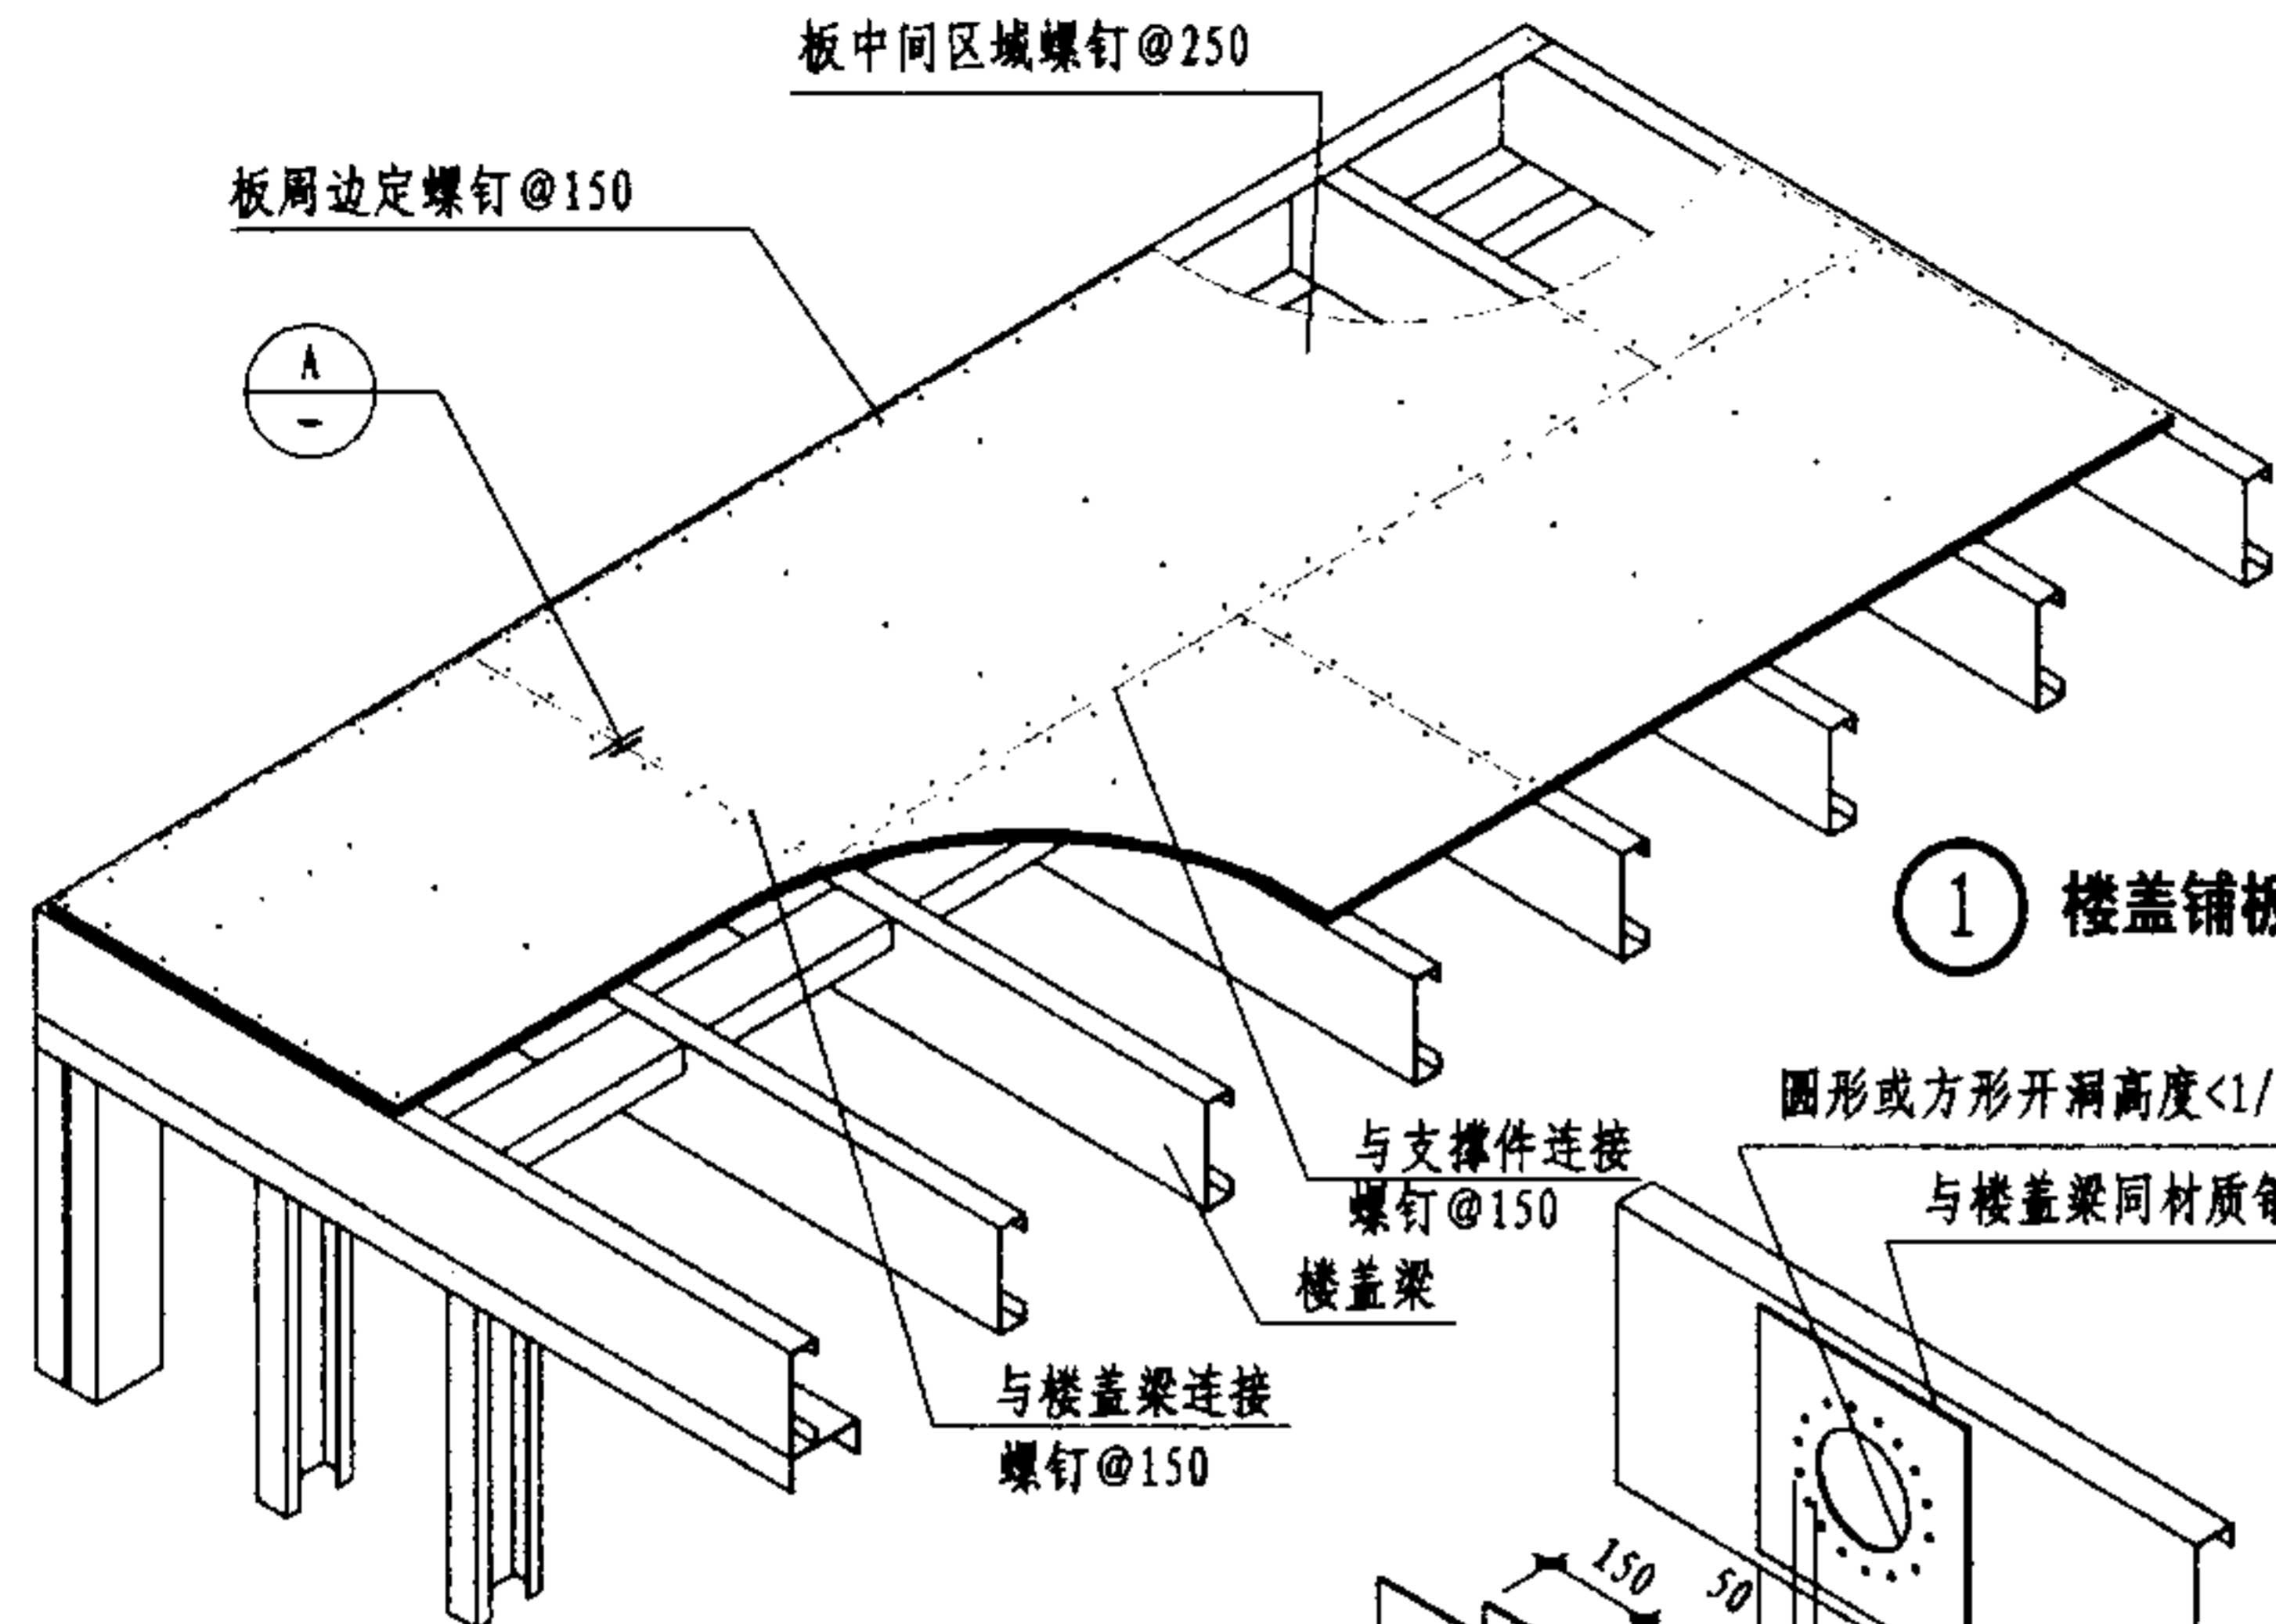 板中间区域螺钉@250
板周边定螺钉@150
A
-
1 楼盖铺板
圆形或方形开洞高度<1/
与支撑件连接
螺钉@150
与楼盖梁同材质
楼盖梁
与楼盖梁连接
螺钉@150
150
50